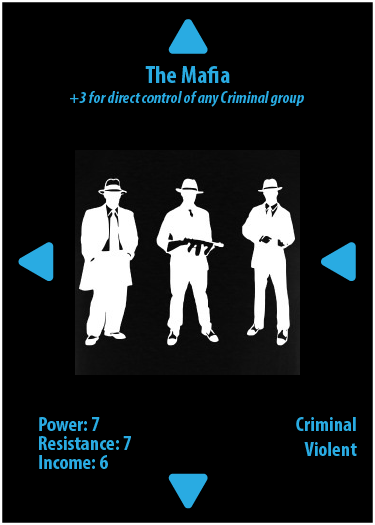 The Mafia
+3 for direct control of any Criminal group
Power: 7
Resistance: 7
Income: 6
Criminal
Violent